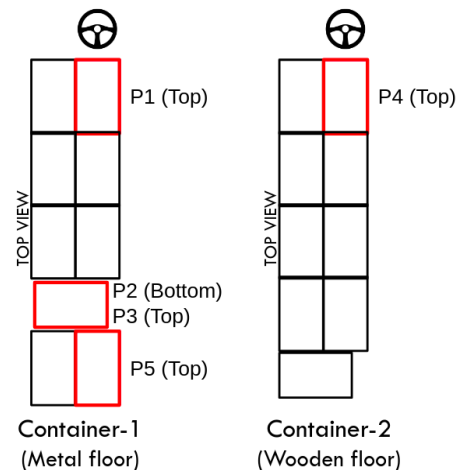 P1 (Top)
TOP VIEW
P2 (Bottom)
P3 (Top)
P5 (Top)
Container-1
(Metal floor)
P4 (Top)
TOP VIEW
Container-2
(Wooden floor)